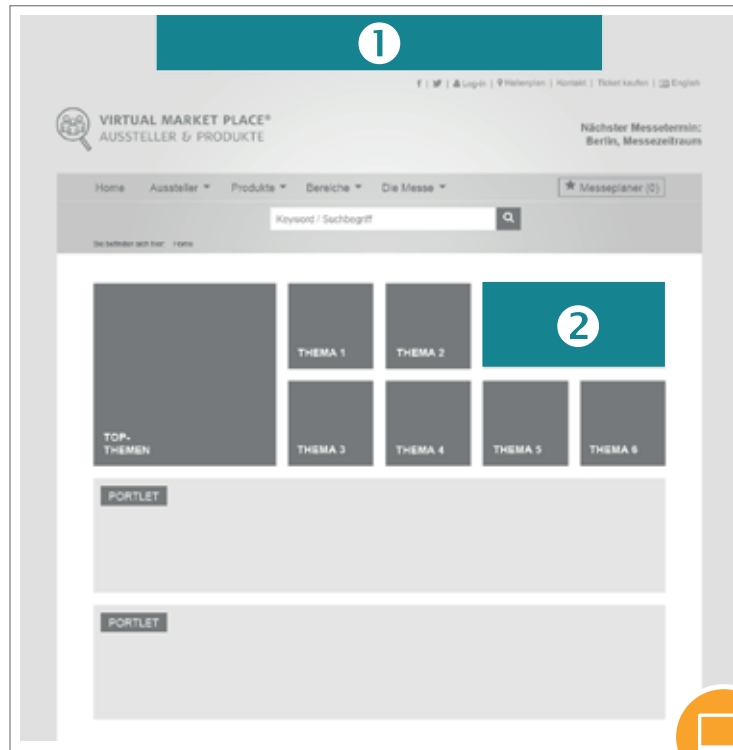 1
f | | Log-in | Hallenplan | Kontakt | Ticket kaufen | English
VIRTUAL MARKET PLACE®
AUSSTELLER & PRODUKTE
Nächster Messetermin:
Berlin, Messezeitraum
Home Aussteller Produkte Bereiche Die Messe Messeplaner (0)
Keyword / Suchbegriff
Sie befinden sich hier: Home
2
THEMA 1 THEMA 2
TOP-
THEMEN THEMA 3 THEMA 4 THEMA 5 THEMA 6
PORTLET
PORTLET